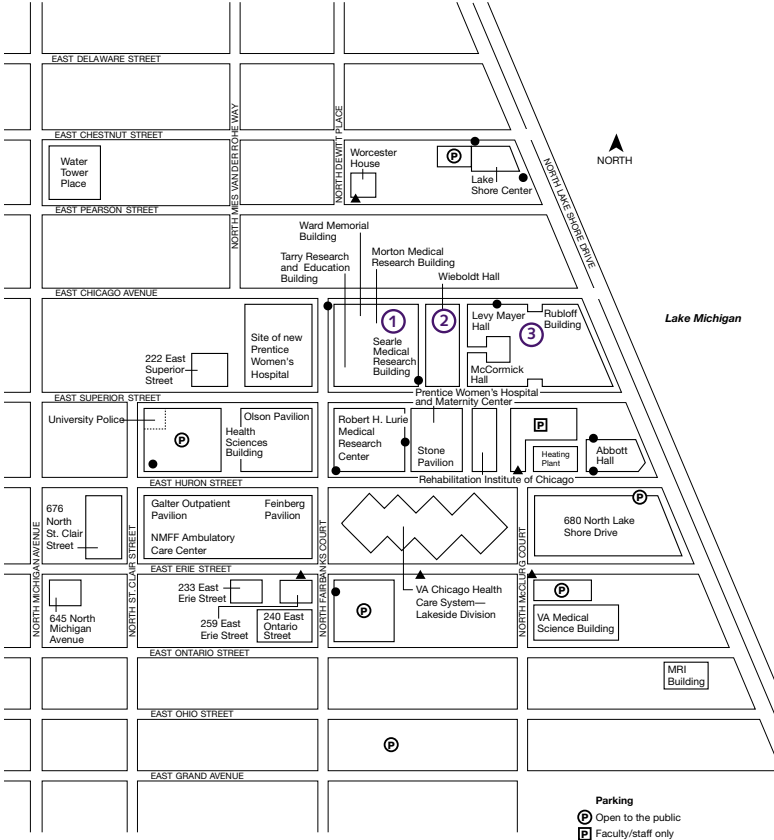 EAST DELAWARE STREET
EAST CHESTNUT STREET
NORTH MIES VAN DER ROHE WAY
NORTH DEWITT PLACE
Water
Tower
Place
Worcester
House
P
Lake
Shore Center
NORTH
NORTH LAKE SHORE DRIVE
EAST PEARSON STREET
Ward Memorial
Building
Tarry Research
and Education
Building
Morton Medical
Research Building
Wieboldt Hall
EAST CHICAGO AVENUE
Lake Michigan
1
2
3
Levy Mayer
Hall
Rubloff
Building
Site of new
Prentice
Women's
Hospital
Searle
Medical
Research
Building
McCormick
Hall
222 East
Superior
Street
EAST SUPERIOR STREET
Prentice Women's Hospital
and Maternity Center
University Police
P
Olson Pavilion
Health
Sciences
Building
Robert H. Lurie
Medical
Research
Center
Stone
Pavilion
P
Heating
Plant
Abbott
Hall
Rehabilitation Institute of Chicago
EAST HURON STREET
676
North
St. Clair
Street
Galter Outpatient
Pavilion
Feinberg
Pavilion
NMFF Ambulatory
Care Center
P
680 North Lake
Shore Drive
NORTH MICHIGAN AVENUE
NORTH ST. CLAIR STREET
NORTH FAIRBANKS COURT
NORTH McCLURG COURT
EAST ERIE STREET
645 North
Michigan
Avenue
233 East
Erie Street
259 East
Erie Street
240 East
Ontario
Street
P
VA Chicago Health
Care System—
Lakeside Division
P
VA Medical
Science Building
EAST ONTARIO STREET
MRI
Building
EAST OHIO STREET
P
EAST GRAND AVENUE
Parking
P Open to the public
P Faculty/staff only